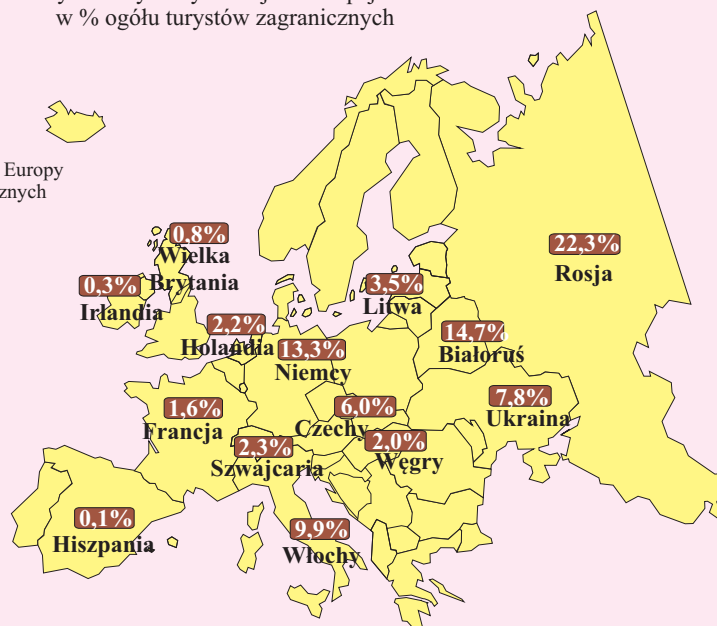 w % ogółu turystów zagranicznych
Europy
0,8%
Wielka
Brytania
0,3%
Irlandia
2,2%
Holandia
13,3%
Niemcy
3,5%
Litwa
22,3%
Rosja
14,7%
Białoruś
7,8%
Ukraina
1,6%
Francja
6,0%
Czechy
2,3%
Szwajcaria
2,0%
Węgry
0,1%
Hiszpania
9,9%
Włochy